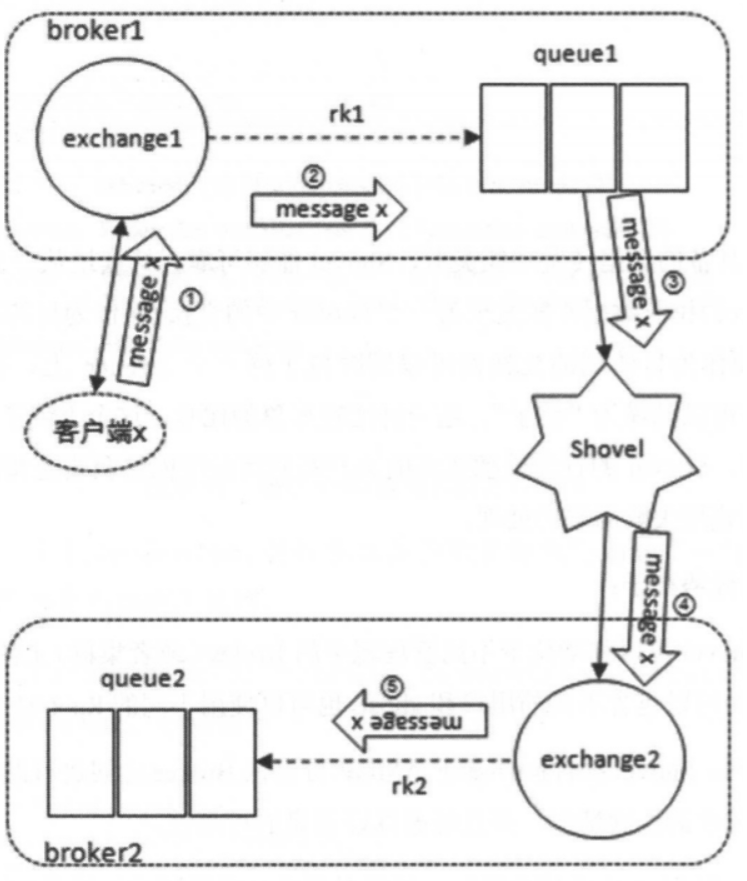 broker1
queue1
exchange1
rk1
②
message x
message x
①
message x
③
客户端x
Shovel
message x
④
queue2
⑤
message x
exchange2
rk2
broker2